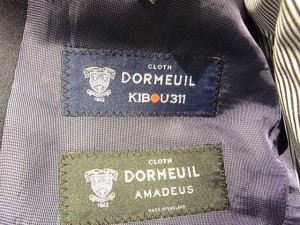 CLOTH
DORMEUIL
1842
KIBOU311
CLOTH
DORMEUIL
1842
AMADEUS
MADE IN ENGLAND